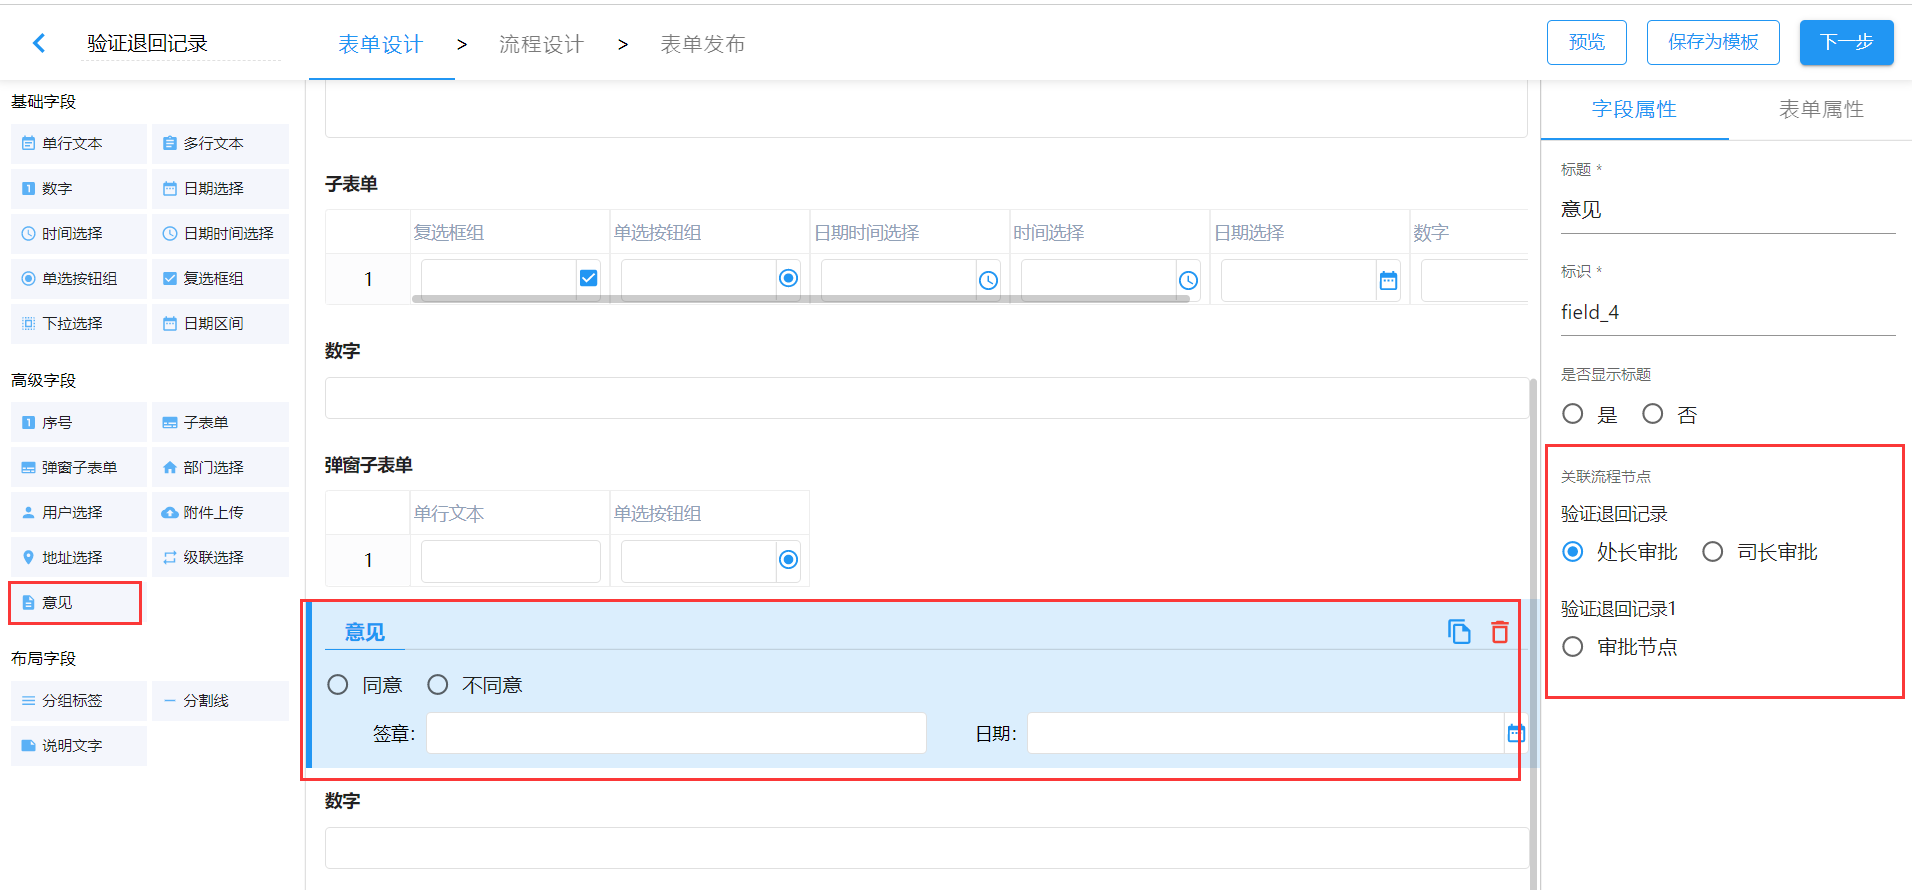 验证退回记录
表单设计 > 流程设计 > 表单发布
预览 保存为模板 下一步
基础字段
单行文本 多行文本
数字 日期选择
时间选择 日期时间选择
单选按钮组 复选框组
下拉选择 日期区间
高级字段
序号 子表单
弹窗子表单 部门选择
用户选择 附件上传
地址选择 级联选择
意见
布局字段
分组标签 分割线
说明文字
子表单
复选框组 单选按钮组 日期时间选择 时间选择 日期选择 数字
1
数字
弹窗子表单
单行文本 单选按钮组
1
意见
同意 不同意
签章: 日期:
数字
字段属性 表单属性
标题 *
意见
标识 *
field_4
是否显示标题
是 否
关联流程节点
验证退回记录
处长审批 司长审批
验证退回记录1
审批节点